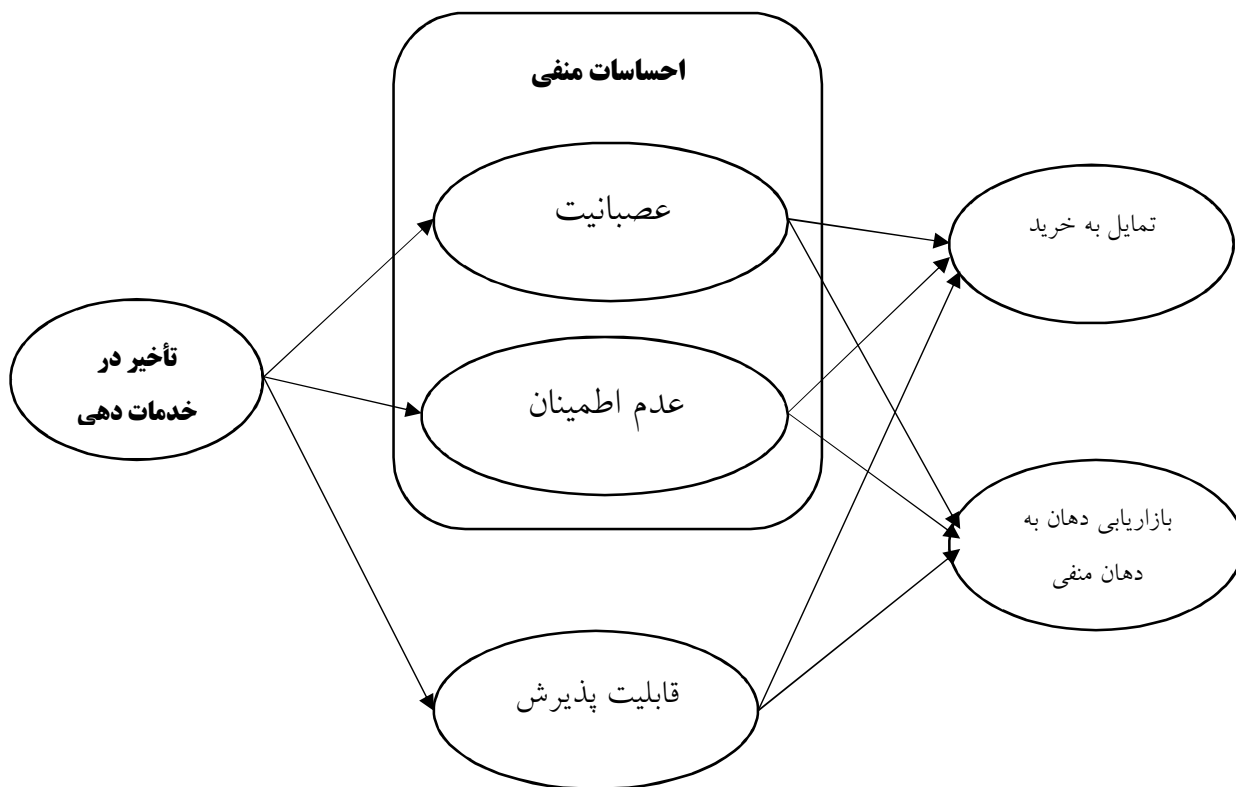 احساسات منفی
عصبانیت
تمایل به خرید
تأخیر در
خدمات دهی
عدم اطمینان
بازاریابی دهان به
دهان منفی
قابلیت پذیرش